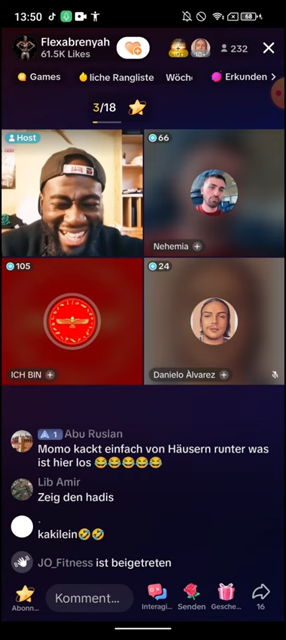 13:50
Flexabrenyah
61.5K Likes
232
Games
liche Rangliste
Wöch
Erkunden
3/18
Host
66
Nehemia
105
ICH BIN
24
Danielo Àlvarez
1 Abu Ruslan
Momo kackt einfach von Häusern runter was
ist hier los 😂😂😂😂😂
Lib Amir
Zeig den hadis
.
kakilein🤣🤣
JO_Fitness ist beigetreten
Abonn...
Komment...
Interagi...
Senden
Gesche...
16